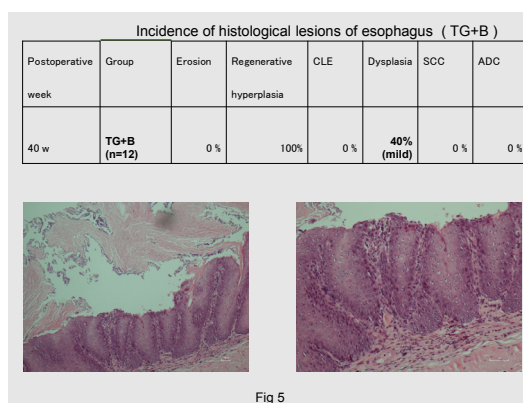 Incidence of histological lesions of esophagus ( TG+B )
Postoperative week Group Erosion Regenerative hyperplasia CLE Dysplasia SCC ADC
40 w TG+B (n=12) 0 % 100% 0 % 40% (mild) 0 % 0 %
Fig 5